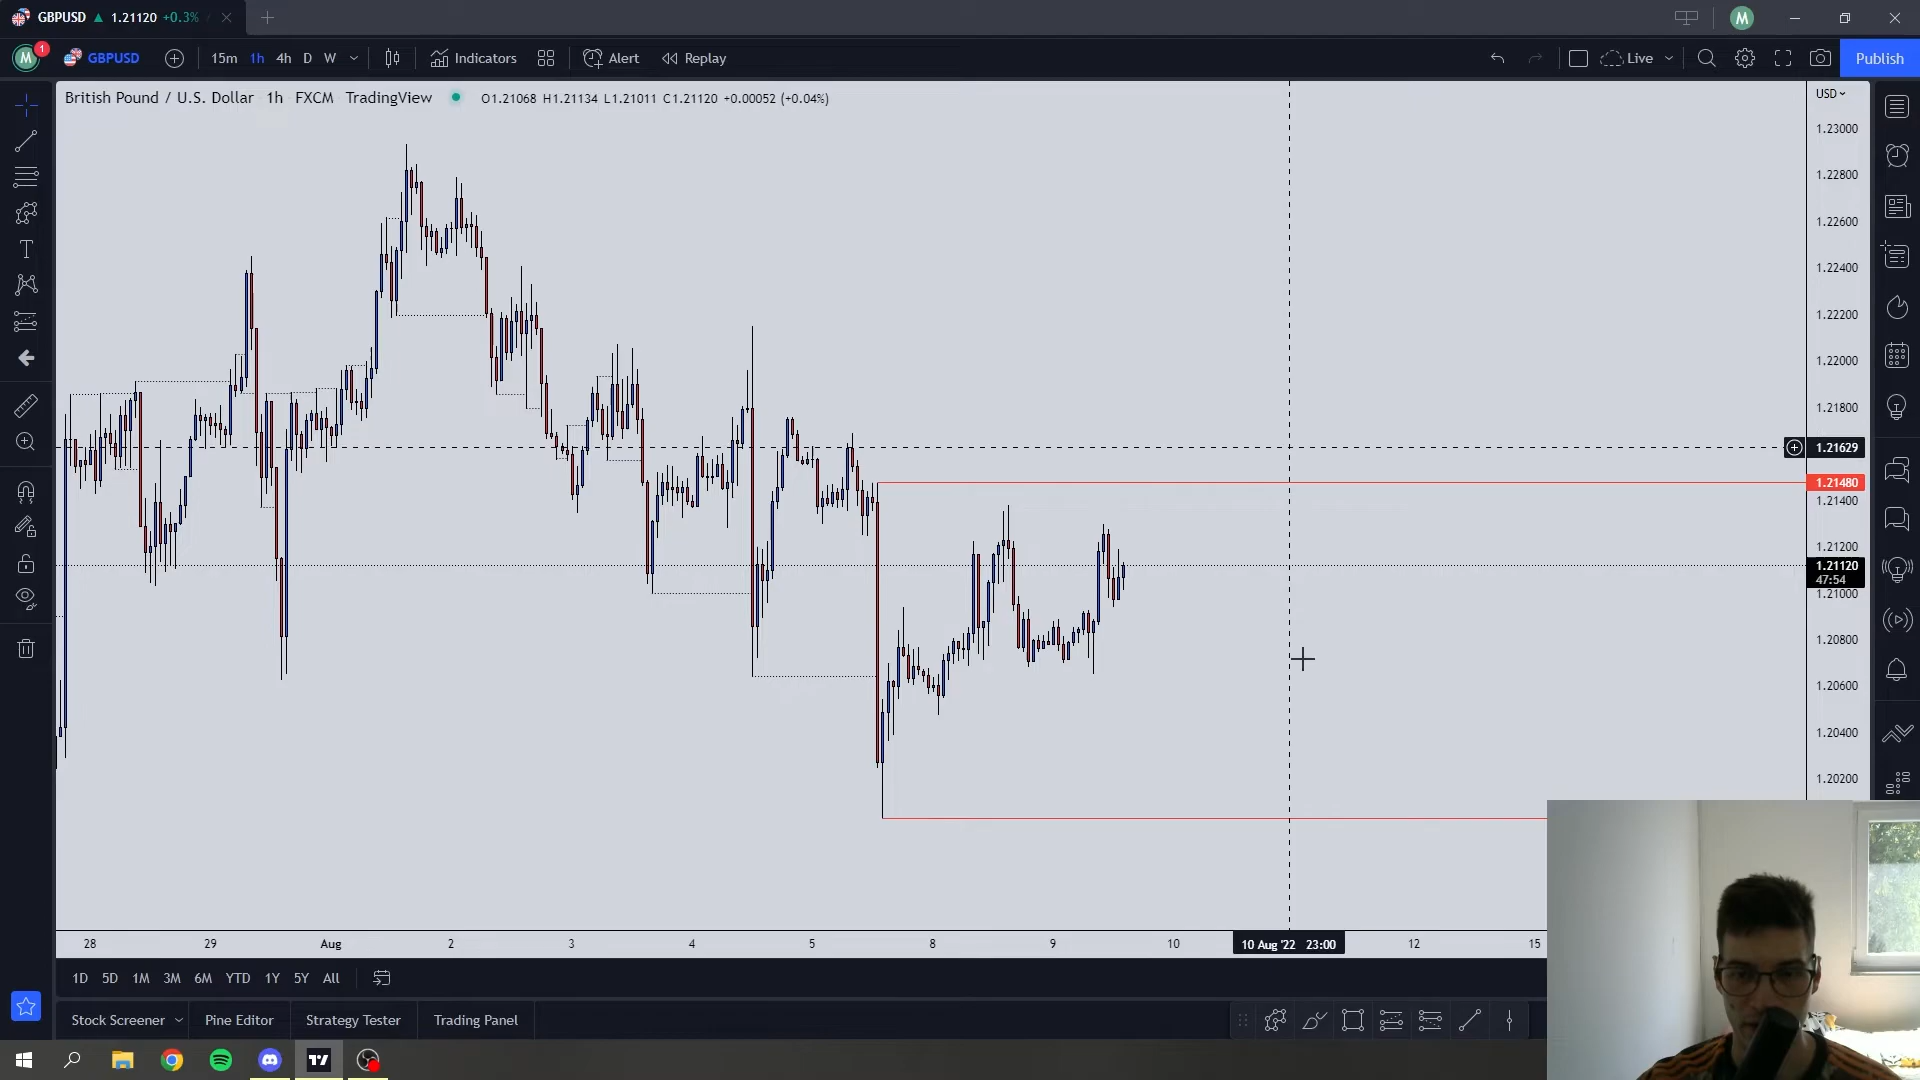 GBPUSD ▲ 1.21120 +0.3% /
M
M 1 GBPUSD 15m 1h 4h D W Indicators Alert Replay Live Publish
British Pound / U.S. Dollar · 1h · FXCM · TradingView O1.21068 H1.21134 L1.21011 C1.21120 +0.00052 (+0.04%)
USD
1.23000
1.22800
1.22600
1.22400
1.22200
1.22000
1.21800
1.21629
1.21480
1.21400
1.21200
1.21120
47:54
1.21000
1.20800
1.20600
1.20400
1.20200
28 29 Aug 2 3 4 5 8 9 10 10 Aug '22 23:00 12 15
1D 5D 1M 3M 6M YTD 1Y 5Y All
Stock Screener Pine Editor Strategy Tester Trading Panel